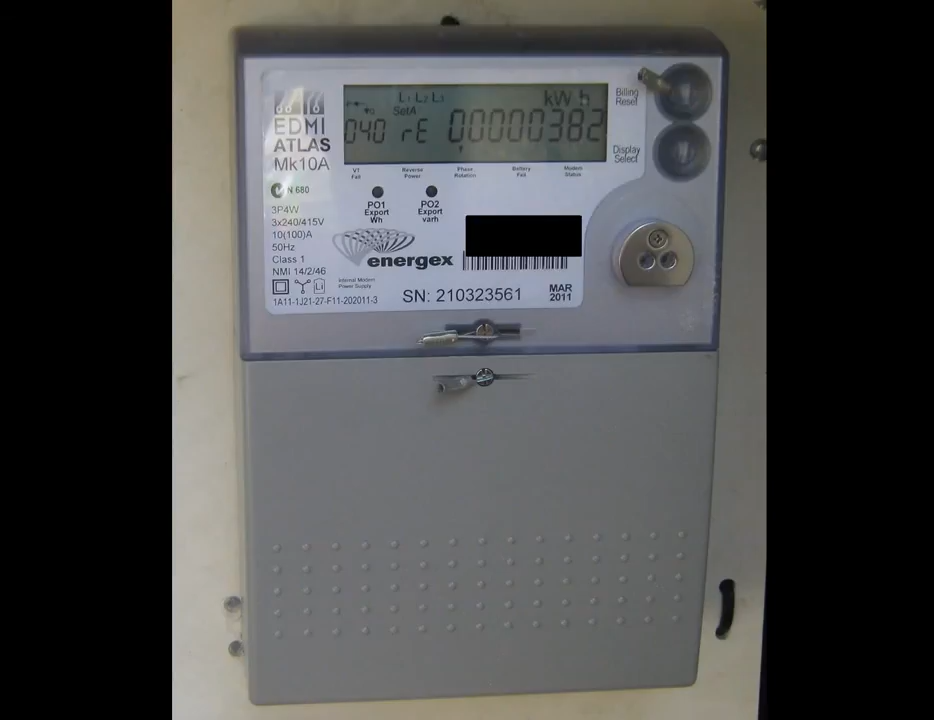 L1 L2 L3 kW h
SetA
040 rE 00000382
EDMI
ATLAS
Mk10A
Billing
Reset
Display
Select
VT
Fail
Reverse
Power
Phase
Rotation
Battery
Fail
Modem
Status
N 680
PO1
Export
Wh
PO2
Export
varh
3P4W
3x240/415V
10(100)A
50Hz
Class 1
NMI 14/2/46
Li
energex
Internal Modem
Power Supply
1A11-1J21-27-F11-202011-3
SN: 210323561
MAR
2011